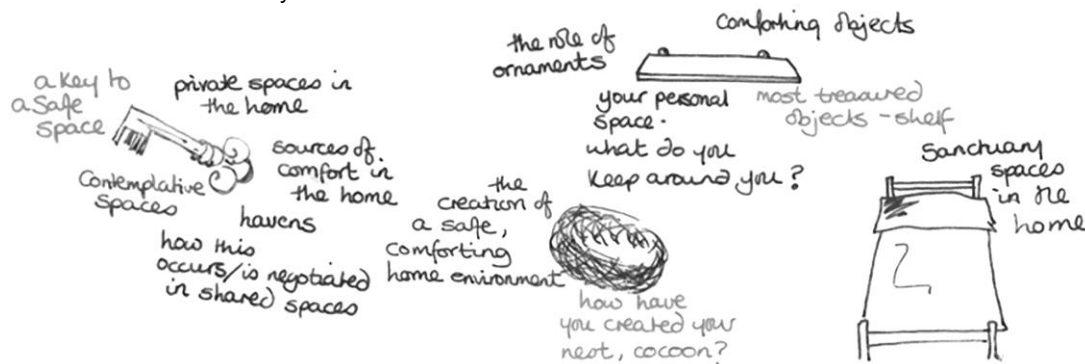 a key to
a safe
space
private spaces in
the home
sources of
comfort in
the home
Contemplative
spaces
havens
how this
occurs/is negotiated
in shared spaces
the
creation of
a safe,
comforting
home environment
how have
you created your
nest, cocoon?
the role of
ornaments
comforting objects
your personal
space.
what do you
keep around you?
most treasured
objects - shelf
Sanctuary
spaces
in the
home